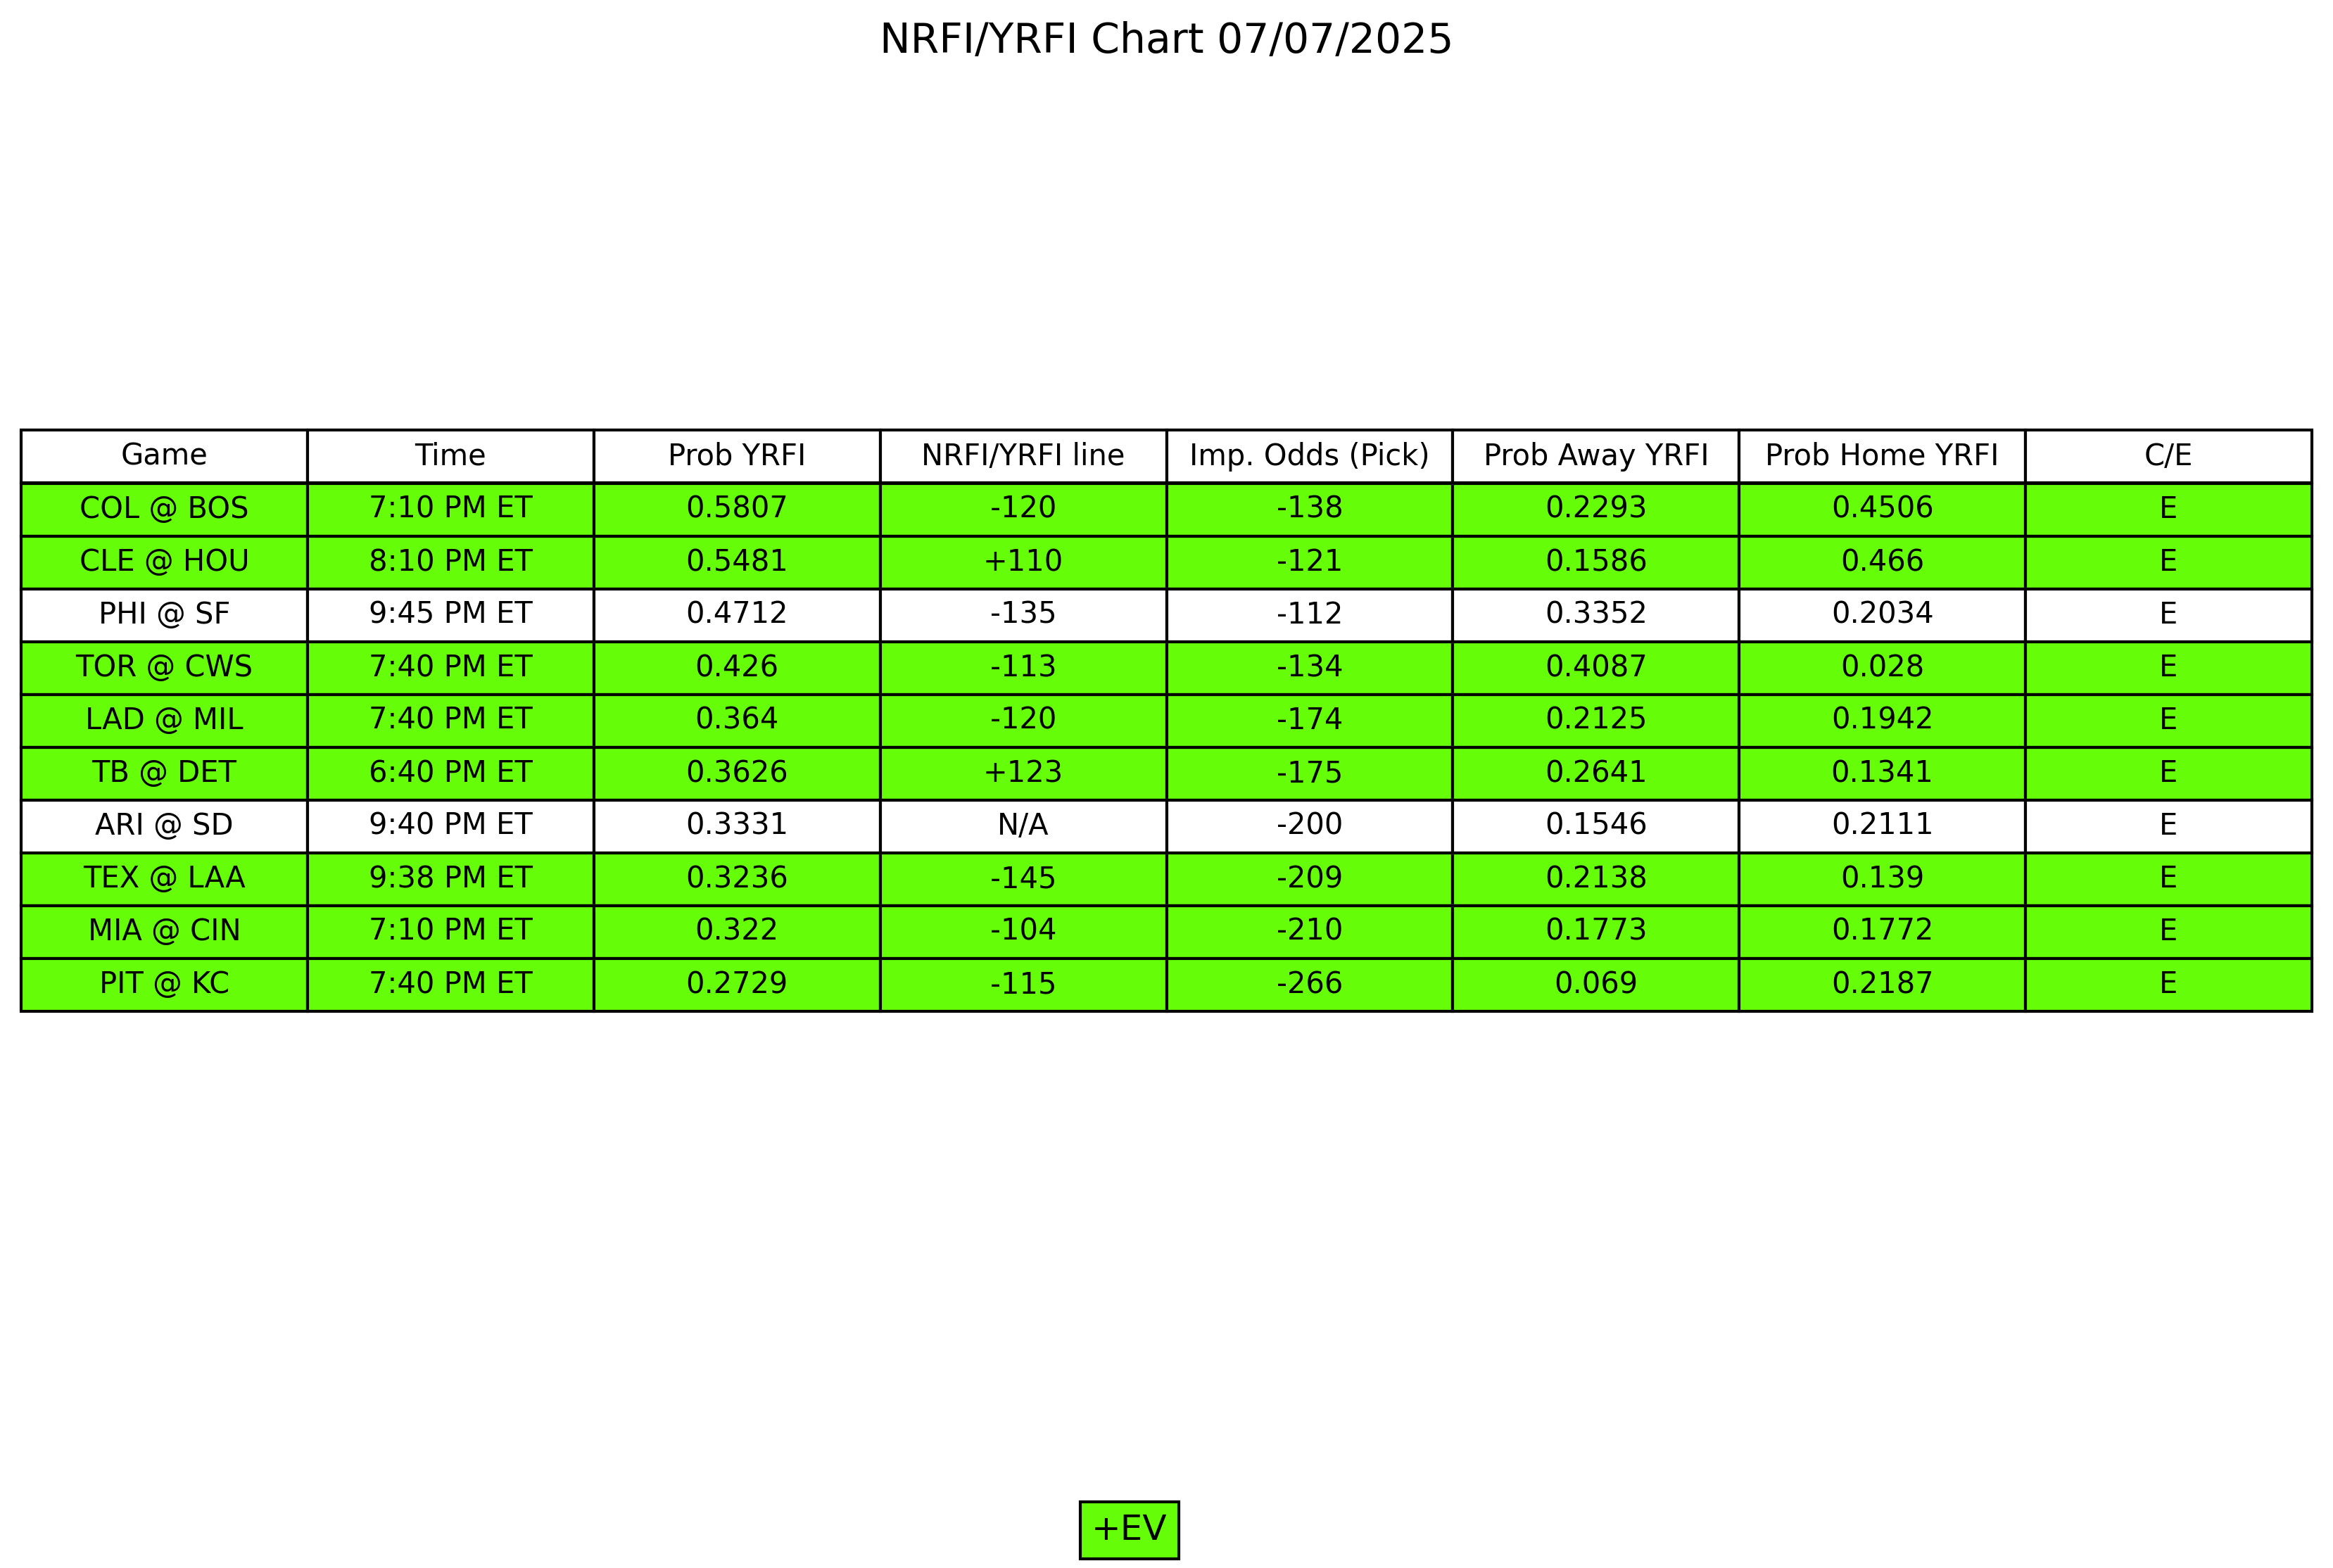 NRFI/YRFI Chart 07/07/2025
Game Time Prob YRFI NRFI/YRFI line Imp. Odds (Pick) Prob Away YRFI Prob Home YRFI C/E
COL @ BOS 7:10 PM ET 0.5807 -120 -138 0.2293 0.4506 E
CLE @ HOU 8:10 PM ET 0.5481 +110 -121 0.1586 0.466 E
PHI @ SF 9:45 PM ET 0.4712 -135 -112 0.3352 0.2034 E
TOR @ CWS 7:40 PM ET 0.426 -113 -134 0.4087 0.028 E
LAD @ MIL 7:40 PM ET 0.364 -120 -174 0.2125 0.1942 E
TB @ DET 6:40 PM ET 0.3626 +123 -175 0.2641 0.1341 E
ARI @ SD 9:40 PM ET 0.3331 N/A -200 0.1546 0.2111 E
TEX @ LAA 9:38 PM ET 0.3236 -145 -209 0.2138 0.139 E
MIA @ CIN 7:10 PM ET 0.322 -104 -210 0.1773 0.1772 E
PIT @ KC 7:40 PM ET 0.2729 -115 -266 0.069 0.2187 E
+EV